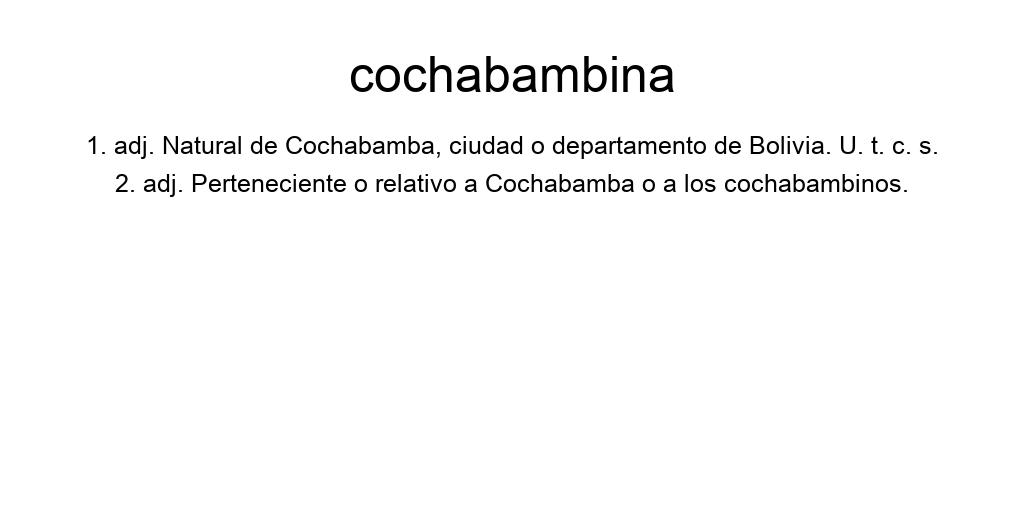 cochabambina
1. adj. Natural de Cochabamba, ciudad o departamento de Bolivia. U. t. c. s.
2. adj. Perteneciente o relativo a Cochabamba o a los cochabambinos.